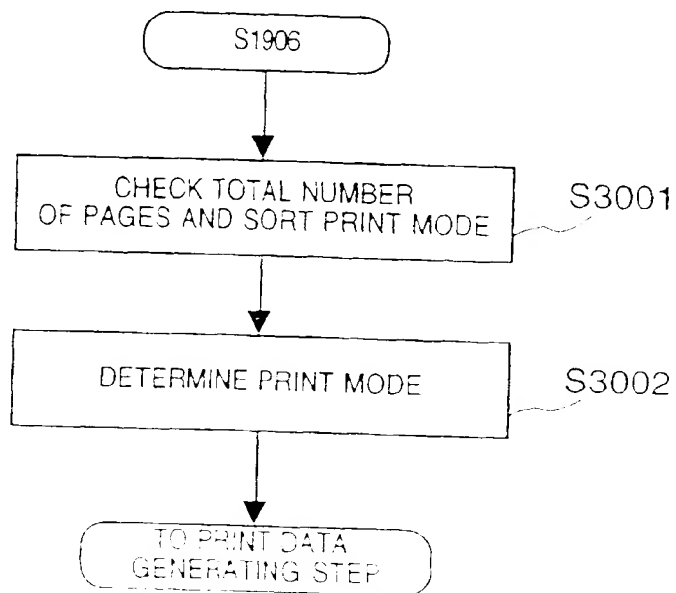 S1906
CHECK TOTAL NUMBER
OF PAGES AND SORT PRINT MODE
S3001
DETERMINE PRINT MODE
S3002
TO PRINT DATA
GENERATING STEP